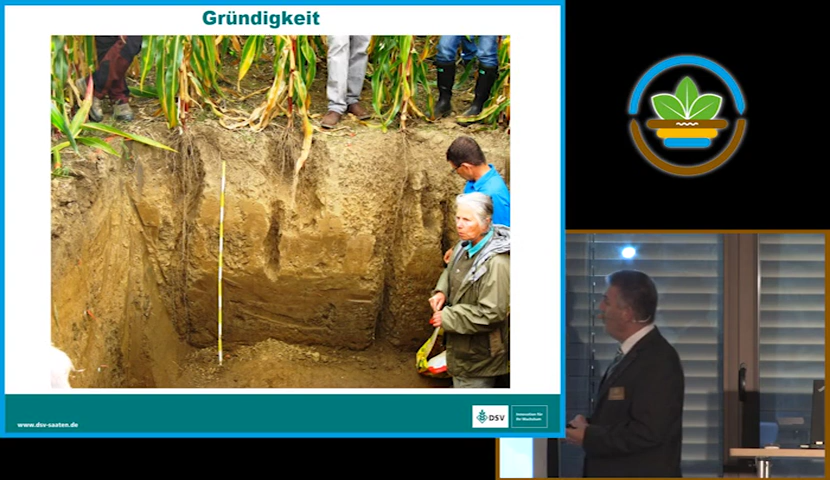 Gründigkeit
www.dsv-saaten.de
DSV
Innovation für
Ihr Wachstum